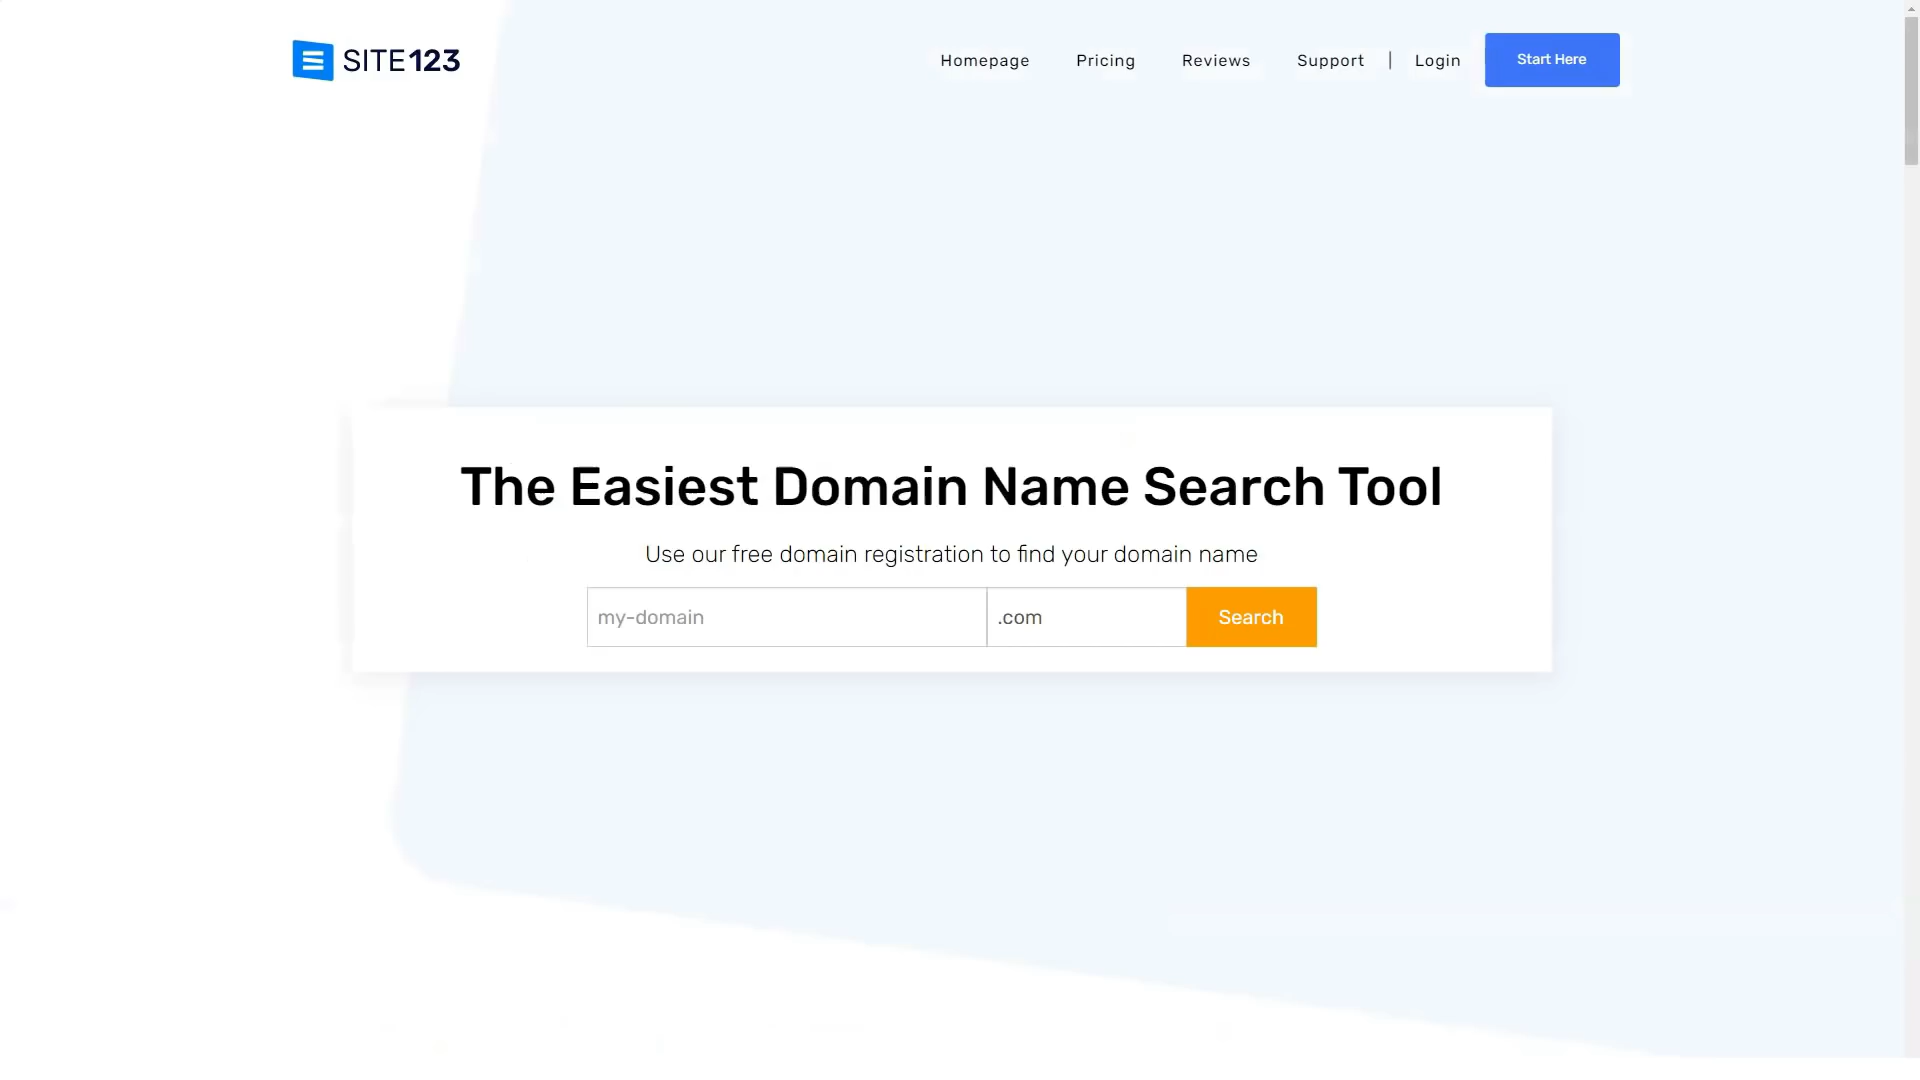 SITE123
Homepage Pricing Reviews Support | Login Start Here
The Easiest Domain Name Search Tool
Use our free domain registration to find your domain name
my-domain .com Search